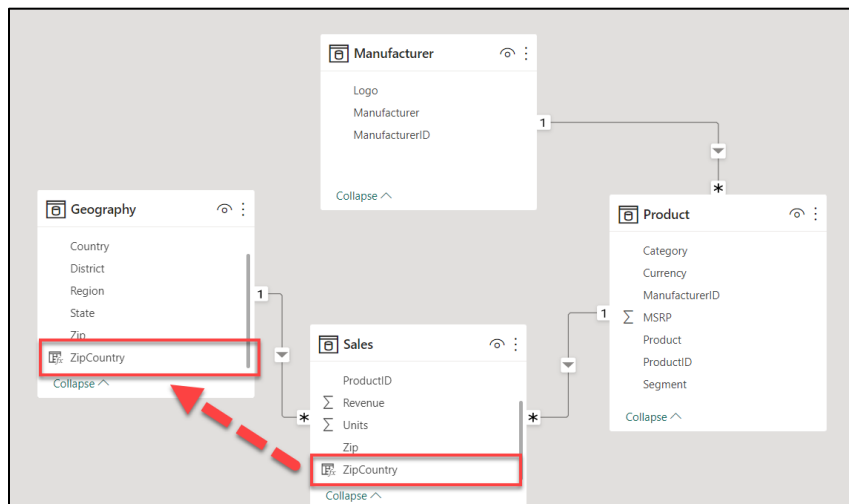 Manufacturer
Logo
Manufacturer
ManufacturerID
Collapse
1
*
Geography
Country
District
Region
State
Zip
ZipCountry
Collapse
1
*
Sales
ProductID
Σ Revenue
Σ Units
Zip
ZipCountry
Collapse
*
1
Product
Category
Currency
ManufacturerID
Σ MSRP
Product
ProductID
Segment
Collapse